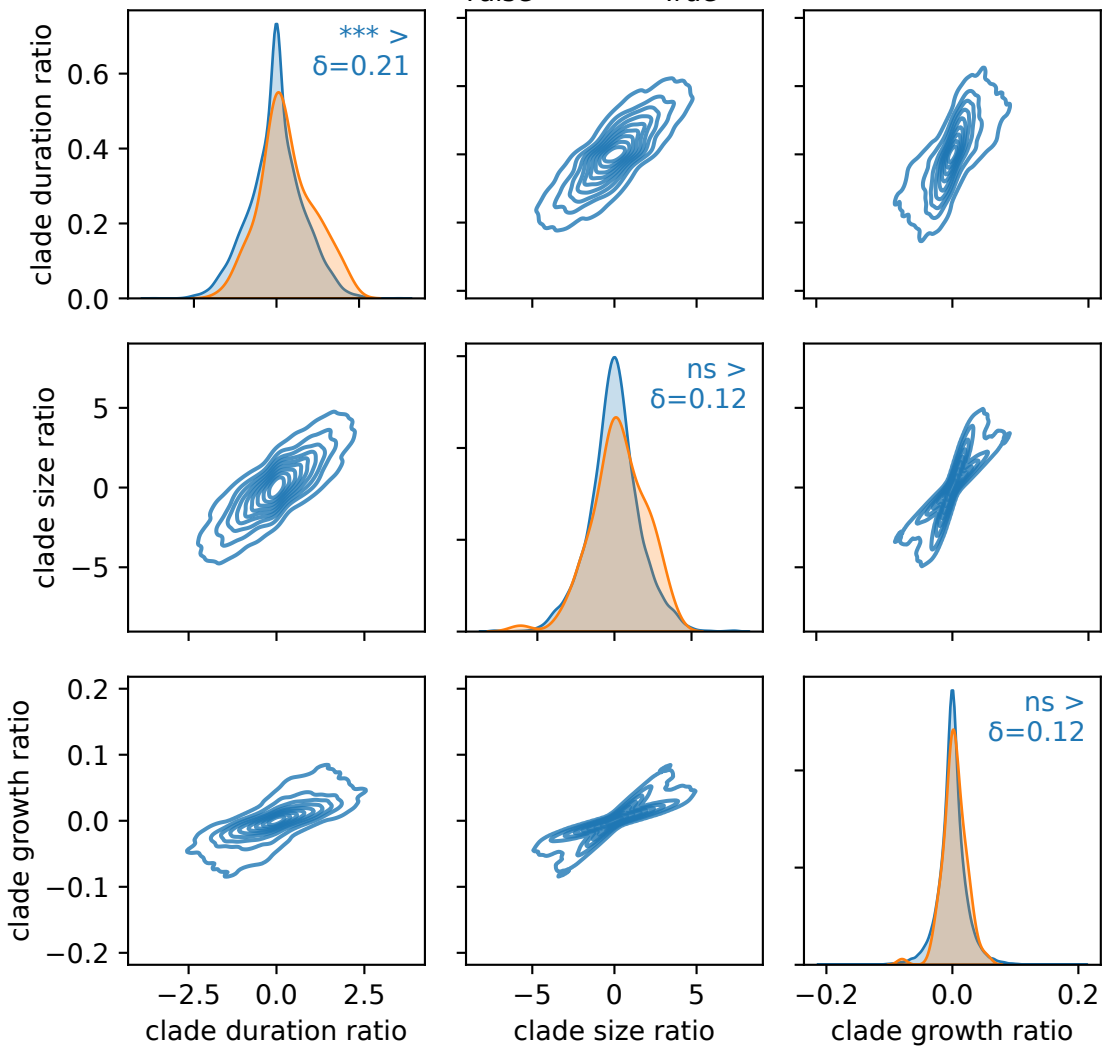 clade duration ratio
0.6
0.4
0.2
0.0
*** >
δ=0.21
clade size ratio
5
0
−5
ns >
δ=0.12
clade growth ratio
0.2
0.1
0.0
−0.1
−0.2
ns >
δ=0.12
−2.5 0.0 2.5
−5 0 5
−0.2 0.0 0.2
clade duration ratio
clade size ratio
clade growth ratio